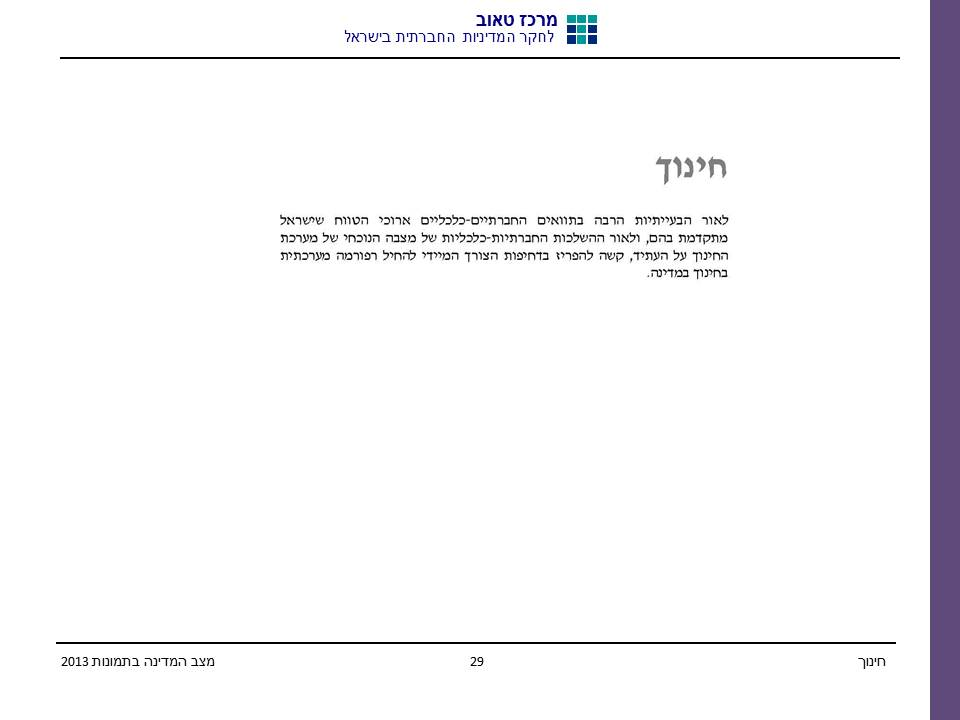 מרכז טאוב
לחקר המדיניות החברתית בישראל
חינוך
לאור הבעייתיות הרבה בתוואים החברתיים-כלכליים ארוכי הטווח שישראל
מתקדמת בהם, ולאור ההשלכות החברתיות-כלכליות של מצבה הנוכחי של מערכת
החינוך על העתיד, קשה להפריז בדחיפות הצורך המיידי להחיל רפורמה מערכתית
בחינוך במדינה.
חינוך
29
מצב המדינה בתמונות 2013